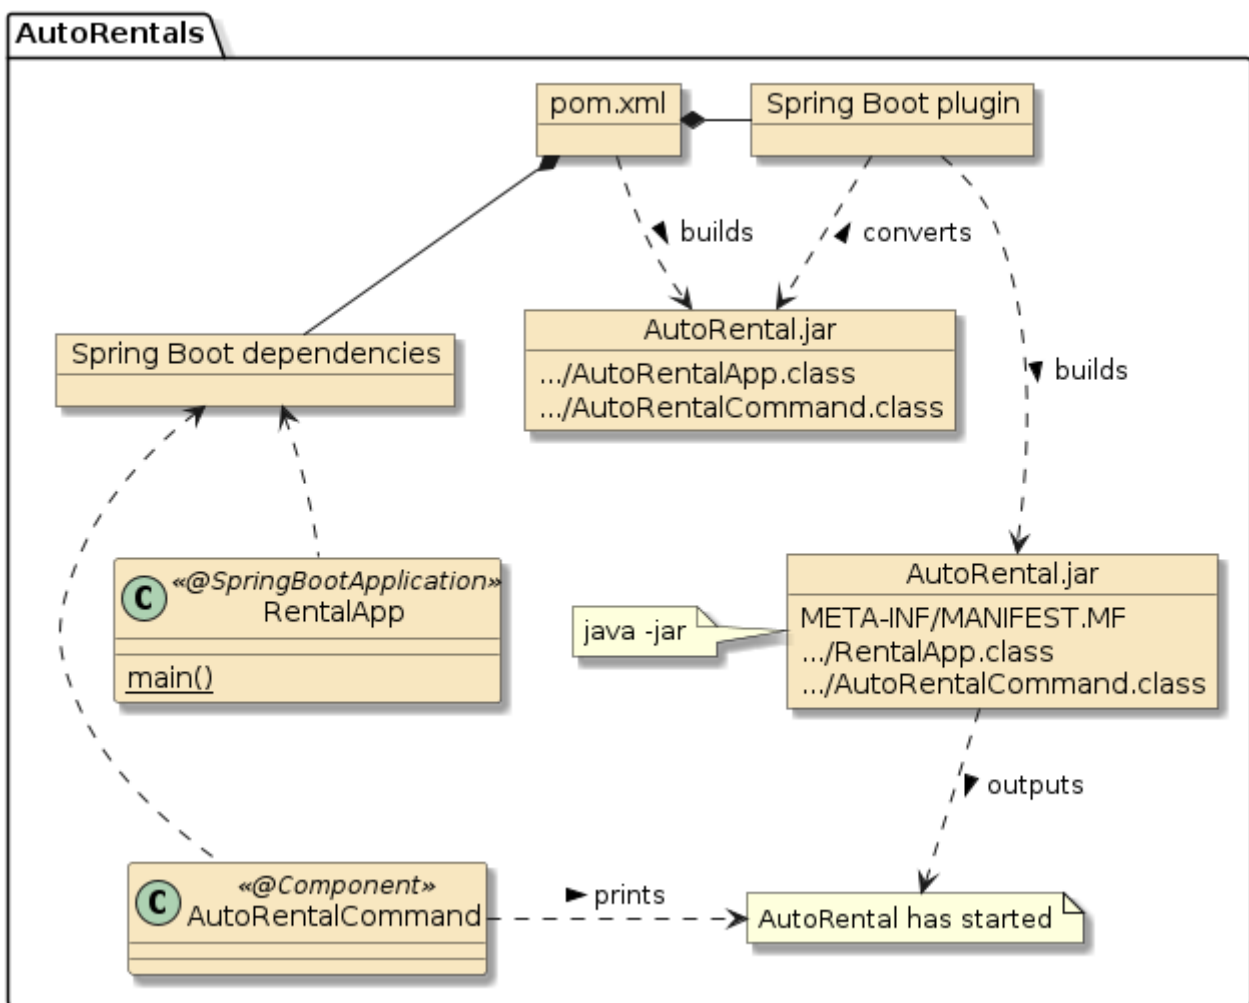 AutoRentals
pom.xml
Spring Boot plugin
builds
converts
AutoRental.jar
.../AutoRentalApp.class
.../AutoRentalCommand.class
Spring Boot dependencies
builds
«@SpringBootApplication»
C
RentalApp
main()
AutoRental.jar
META-INF/MANIFEST.MF
.../RentalApp.class
.../AutoRentalCommand.class
java -jar
outputs
«@Component»
C
AutoRentalCommand
prints
AutoRental has started